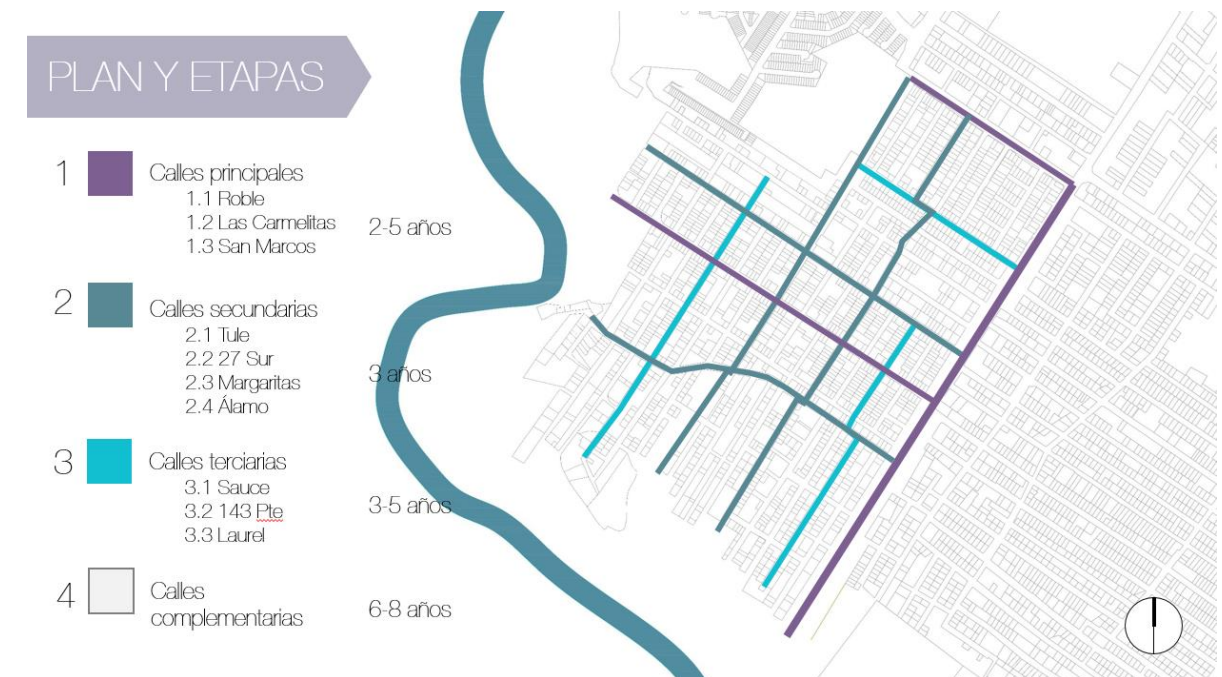 PLAN Y ETAPAS
1 Calles principales
1.1 Roble
1.2 Las Carmelitas
1.3 San Marcos
2-5 años
2 Calles secundarias
2.1 Tule
2.2 27 Sur
2.3 Margaritas
2.4 Álamo
3 años
3 Calles terciarias
3.1 Sauce
3.2 143 Pte
3.3 Laurel
3-5 años
4 Calles
complementarias
6-8 años